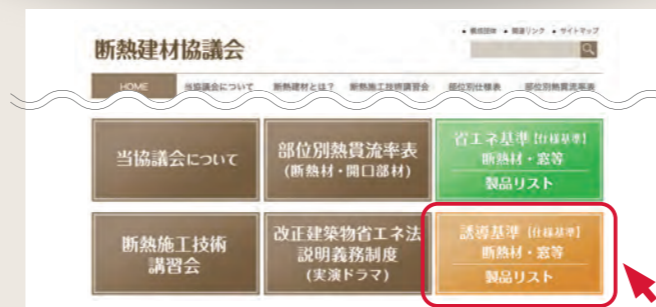 • 構成団体 • 関連リンク • サイトマップ
断熱建材協議会
HOME 当協議会について 断熱建材とは？ 断熱施工技術講習会 部位別仕様表 部位別熱貫流率表
当協議会について
部位別熱貫流率表
(断熱材・開口部材)
省エネ基準【仕様基準】
断熱材・窓等
製品リスト
断熱施工技術
講習会
改正建築物省エネ法
説明義務制度
(実演ドラマ)
誘導基準【仕様基準】
断熱材・窓等
製品リスト